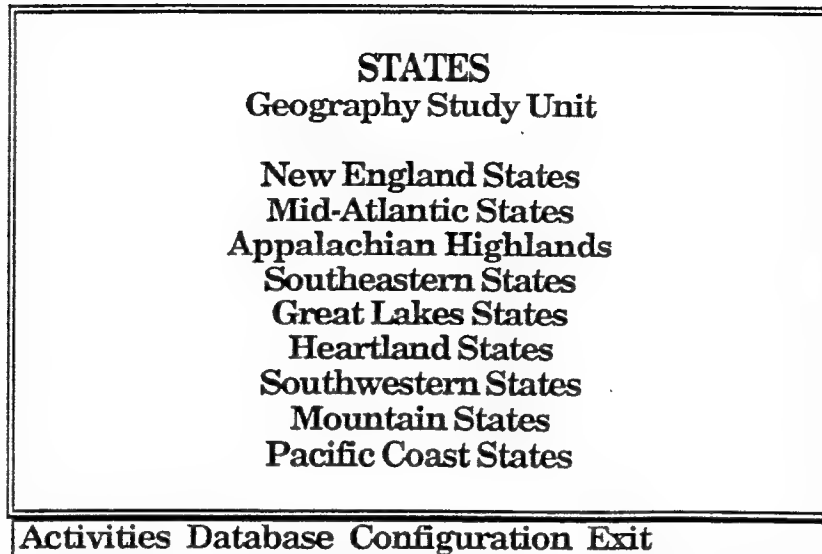 STATES
Geography Study Unit
New England States
Mid-Atlantic States
Appalachian Highlands
Southeastern States
Great Lakes States
Heartland States
Southwestern States
Mountain States
Pacific Coast States
Activities Database Configuration Exit